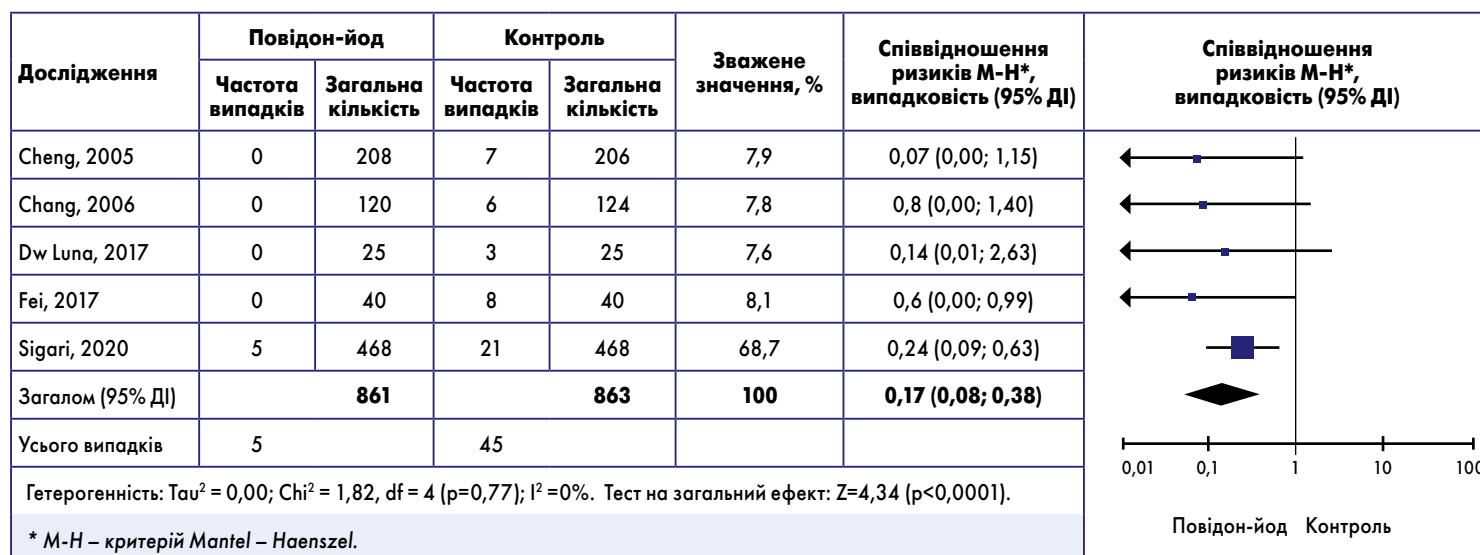 Дослідження
Повідон-йод
Контроль
Зважене
значення, %
Співвідношення
ризиків М-Н*,
випадковість (95% ДІ)
Співвідношення
ризиків М-Н*,
випадковість (95% ДІ)
Частота
випадків
Загальна
кількість
Частота
випадків
Загальна
кількість
Cheng, 2005 0 208 7 206 7,9 0,07 (0,00; 1,15)
Chang, 2006 0 120 6 124 7,8 0,8 (0,00; 1,40)
Dw Luna, 2017 0 25 3 25 7,6 0,14 (0,01; 2,63)
Fei, 2017 0 40 8 40 8,1 0,6 (0,00; 0,99)
Sigari, 2020 5 468 21 468 68,7 0,24 (0,09; 0,63)
Загалом (95% ДІ) 861 863 100 0,17 (0,08; 0,38)
Усього випадків 5 45
0,01 0,1 1 10 100
Гетерогенність: Tau² = 0,00; Chi² = 1,82, df = 4 (p=0,77); I² =0%. Тест на загальний ефект: Z=4,34 (p<0,0001).
Повідон-йод Контроль
* М-Н – критерій Mantel – Haenszel.